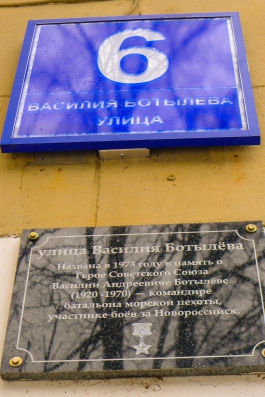 6
ВАСИЛИЯ БОТЫЛЕВА
УЛИЦА
улица Василия Ботылёва
Названа в 1973 году в память о
Герое Советского Союза
Василии Андреевиче Ботылёве
(1920 -1970) — командире
батальона морской пехоты,
участнике боёв за Новороссийск.